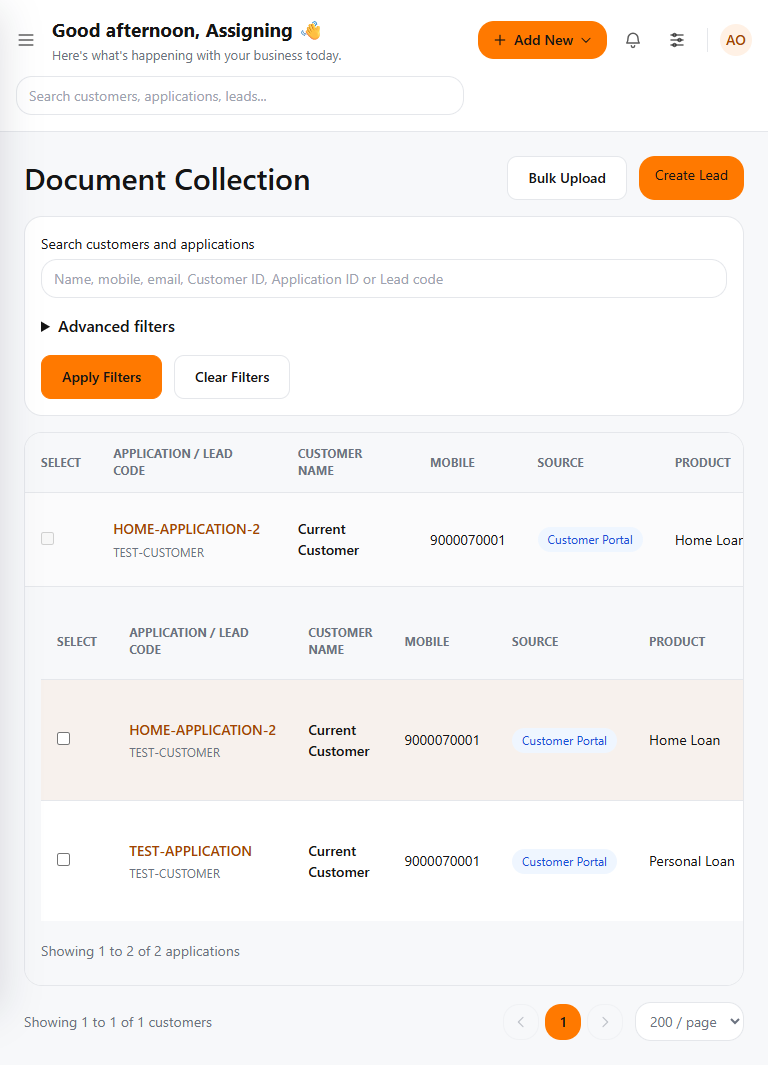 Good afternoon, Assigning 👋
Here's what's happening with your business today.
Add New
AO
Search customers, applications, leads...
Document Collection
Bulk Upload
Create Lead
Search customers and applications
Name, mobile, email, Customer ID, Application ID or Lead code
Advanced filters
Apply Filters
Clear Filters
SELECT APPLICATION / LEAD CODE CUSTOMER NAME MOBILE SOURCE PRODUCT
HOME-APPLICATION-2 Current Customer 9000070001 Customer Portal Home Loan
TEST-CUSTOMER
SELECT APPLICATION / LEAD CODE CUSTOMER NAME MOBILE SOURCE PRODUCT
HOME-APPLICATION-2 Current Customer 9000070001 Customer Portal Home Loan
TEST-CUSTOMER
TEST-APPLICATION Current Customer 9000070001 Customer Portal Personal Loan
TEST-CUSTOMER
Showing 1 to 2 of 2 applications
Showing 1 to 1 of 1 customers
1
200 / page